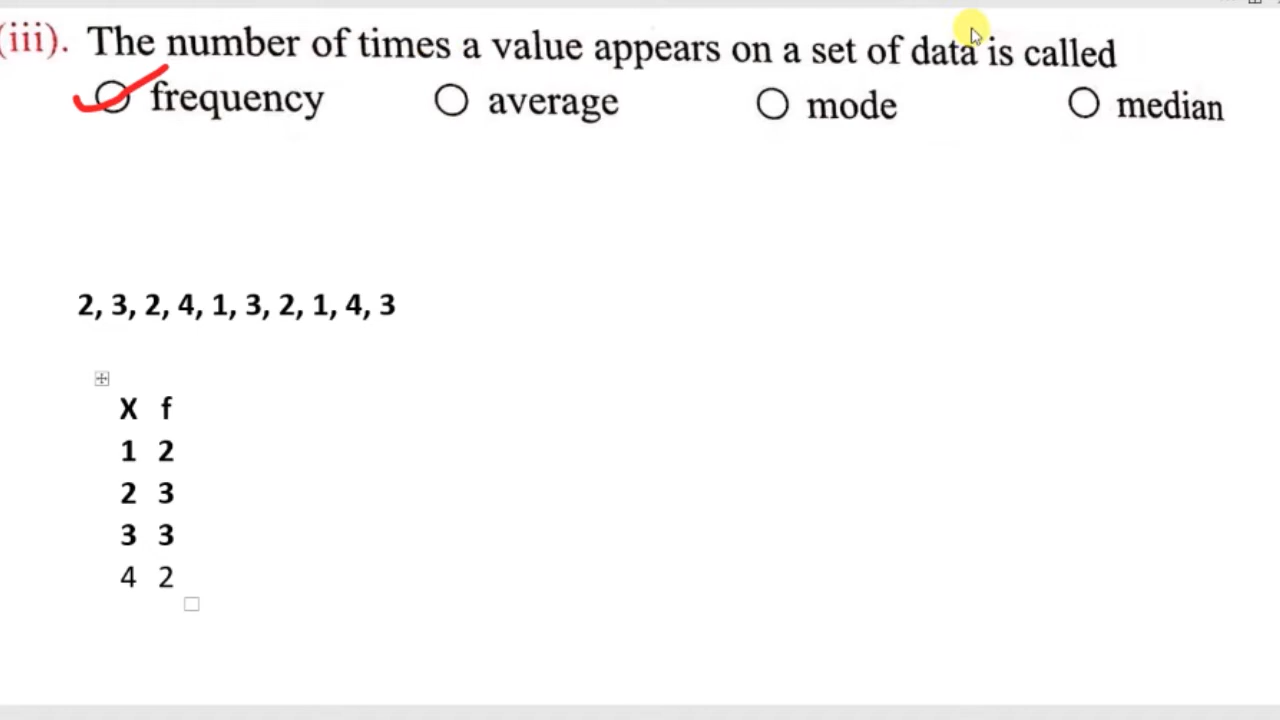 (iii). The number of times a value appears on a set of data is called
frequency average mode median
2, 3, 2, 4, 1, 3, 2, 1, 4, 3
X f
1 2
2 3
3 3
4 2